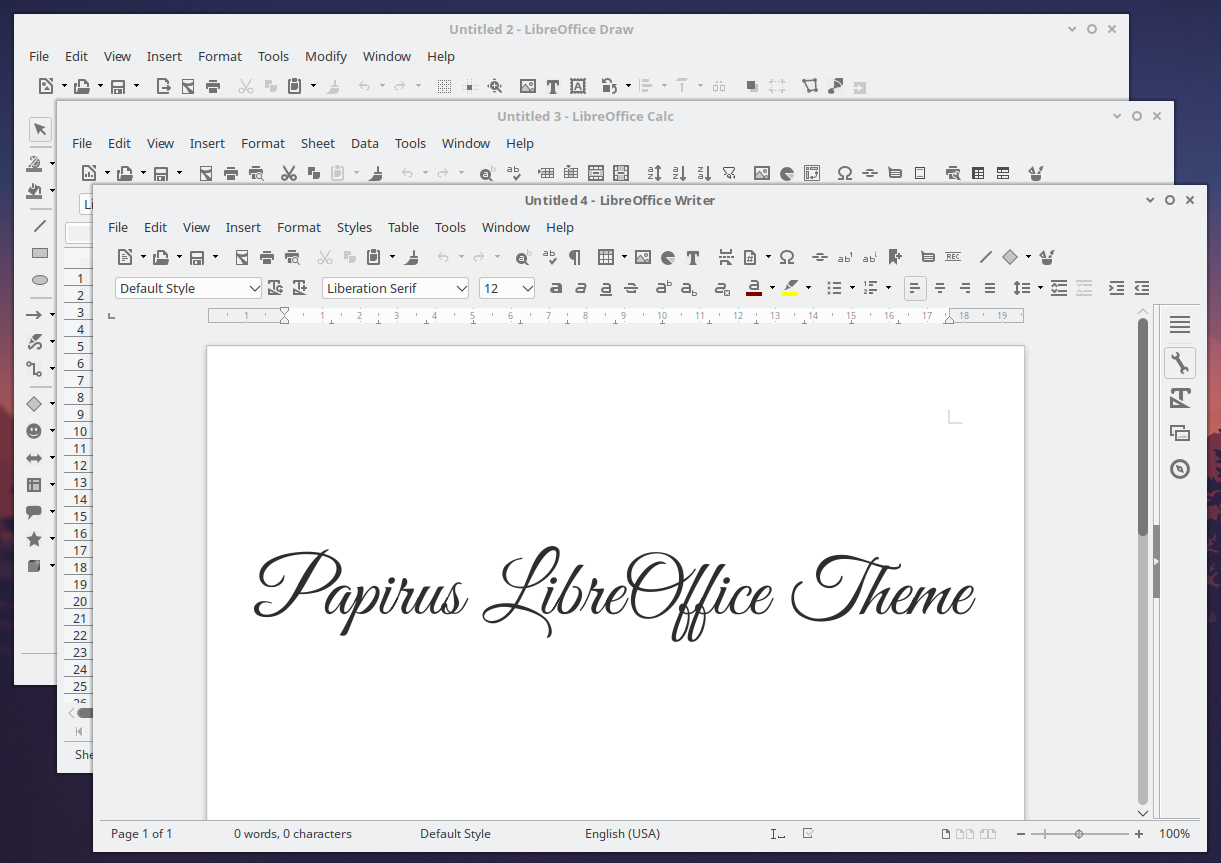 Untitled 2 - LibreOffice Draw
File Edit View Insert Format Tools Modify Window Help
Untitled 3 - LibreOffice Calc
File Edit View Insert Format Sheet Data Tools Window Help
Untitled 4 - LibreOffice Writer
File Edit View Insert Format Styles Table Tools Window Help
Default Style Liberation Serif 12
1 1 2 3 4 5 6 7 8 9 10 11 12 13 14 15 16 17 18 19
1
2
3
4
5
6
7
8
9
10
11
12
13
14
15
16
17
18
19
20
21
22
23
24
25
26
Papirus LibreOffice Theme
Page 1 of 1 0 words, 0 characters Default Style English (USA) 100%